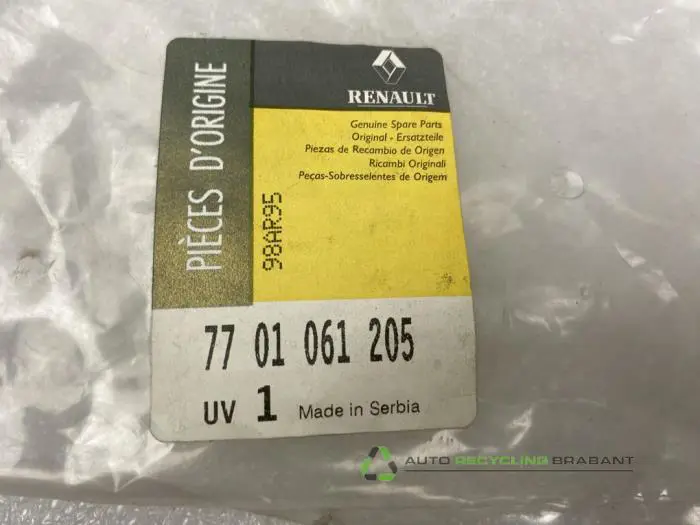 PIÈCES D'ORIGINE
RENAULT
Genuine Spare Parts
Original - Ersatzteile
Piezas de Recambio de Origen
Ricambi Originali
Peças-Sobresselentes de Origem
98AR95
77 01 061 205
UV 1 Made in Serbia
AUTO RECYCLING BRABANT